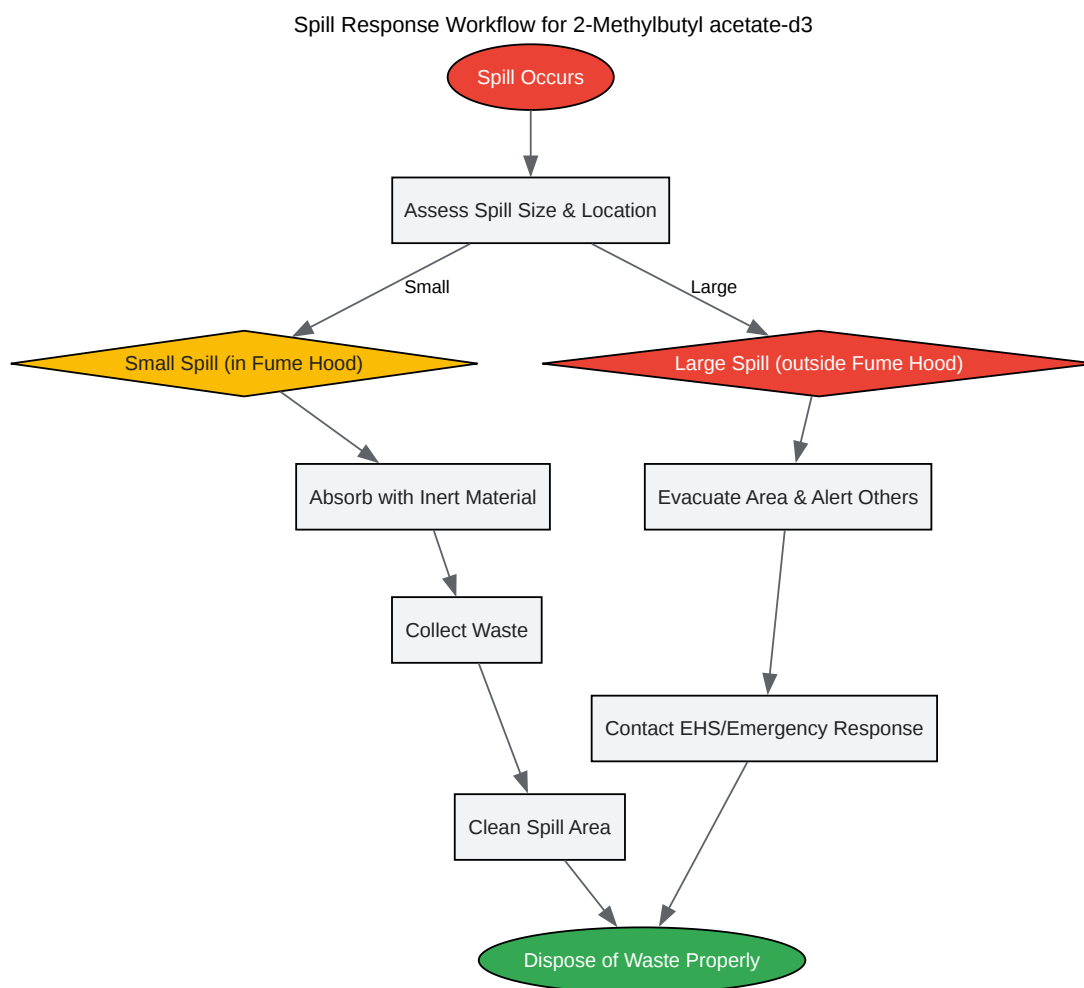 Spill Response Workflow for 2-Methylbutyl acetate-d3
Spill Occurs
Assess Spill Size & Location
Small
Large
Small Spill (in Fume Hood)
Large Spill (outside Fume Hood)
Absorb with Inert Material
Evacuate Area & Alert Others
Collect Waste
Contact EHS/Emergency Response
Clean Spill Area
Dispose of Waste Properly